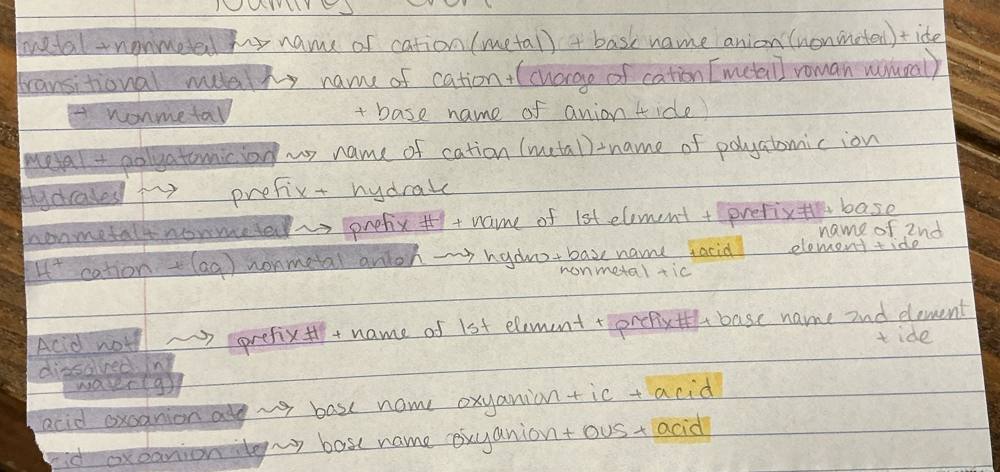 Naming Chart
metal + nonmetal ⇝ name of cation (metal) + base name anion (nonmetal) + ide
transitional metal ⇝ name of cation + (charge of cation [metal] roman numeral)
+ nonmetal + base name of anion + ide)
metal + polyatomic ion ⇝ name of cation (metal) + name of polyatomic ion
Hydrates ⇝ prefix + hydrate
nonmetal + nonmetal ⇝ prefix # + name of 1st element + prefix # + base
name of 2nd
element + ide
H+ cation + (aq) nonmetal anion ⇝ hydro + base name + acid
nonmetal + ic
Acid not ⇝ prefix # + name of 1st element + prefix # + base name 2nd element
+ ide
dissolved in
water (g)
acid oxoanion ate ⇝ base name oxyanion + ic + acid
acid oxoanion ite ⇝ base name oxyanion + ous + acid